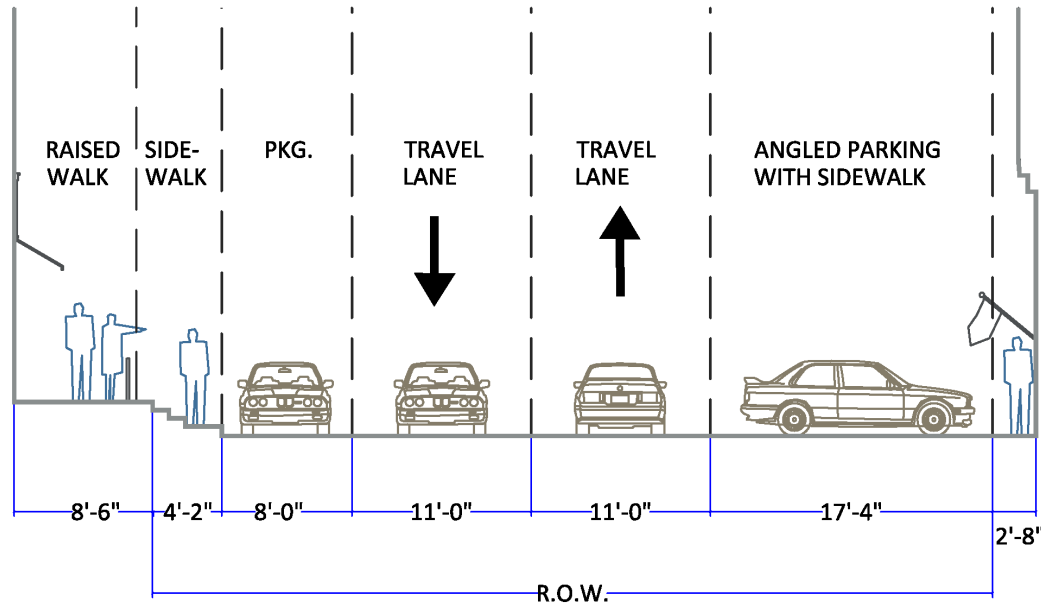 RAISED
WALK
SIDE-
WALK
PKG.
TRAVEL
LANE
TRAVEL
LANE
ANGLED PARKING
WITH SIDEWALK
8'-6"
4'-2"
8'-0"
11'-0"
11'-0"
17'-4"
2'-8"
R.O.W.